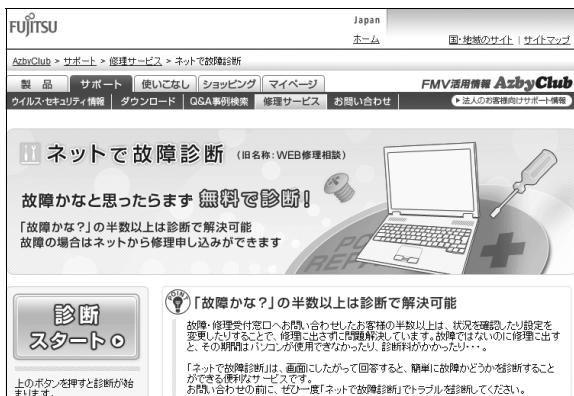 FUJITSU
Japan
ホーム
国・地域のサイト | サイトマップ
AzbyClub > サポート > 修理サービス > ネットで故障診断
製 品 サポート 使いこなし ショッピング マイページ
FMV活用情報 AzbyClub
ウイルス・セキュリティ情報 ダウンロード Q&A事例検索 修理サービス お問い合わせ
法人のお客様向けサポート情報
ネットで故障診断 (旧名称:WEB修理相談)
故障かなと思ったらまず 無料で診断!
「故障かな?」の半数以上は診断で解決可能
故障の場合はネットから修理申し込みができます
PC REPAIR
診断
スタート
上のボタンを押すと診断が始
まります。
POINT
「故障かな?」の半数以上は診断で解決可能
故障・修理受付窓口へお問い合わせしたお客様の半数以上は、状況を確認したり設定を
変更したりすることで、修理に出さずに問題解決しています。故障ではないのに修理に出す
と、その期間はパソコンが使用できなかったり、診断料がかかったり・・・。
「ネットで故障診断」は、画面にしたがって回答すると、簡単に故障かどうかを診断すること
ができる便利なサービスです。
お問い合わせの前に、ぜひ一度「ネットで故障診断」でトラブルを診断してください。